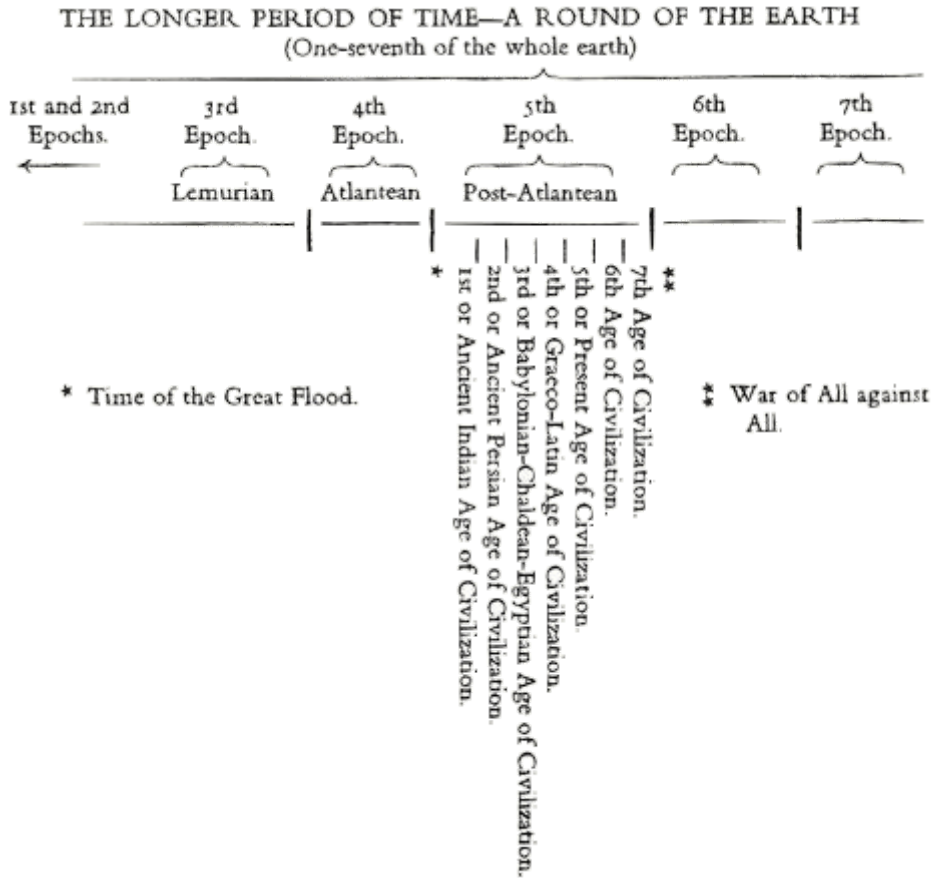 THE LONGER PERIOD OF TIME—A ROUND OF THE EARTH
(One-seventh of the whole earth)
1st and 2nd
Epochs.
3rd
Epoch.
4th
Epoch.
5th
Epoch.
6th
Epoch.
7th
Epoch.
Lemurian
Atlantean
Post-Atlantean
*
1st or Ancient Indian Age of Civilization.
2nd or Ancient Persian Age of Civilization.
3rd or Babylonian-Chaldean-Egyptian Age of Civilization.
4th or Graeco-Latin Age of Civilization.
5th or Present Age of Civilization.
6th Age of Civilization.
7th Age of Civilization.
**
* Time of the Great Flood.
** War of All against
All.